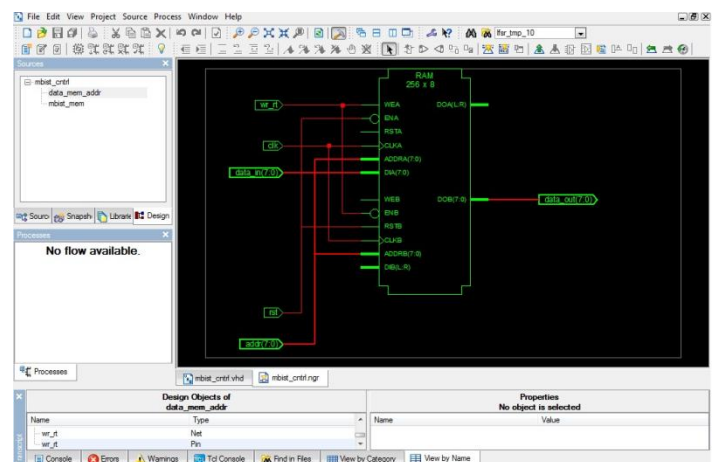 File Edit View Project Source Process Window Help
lfsr_tmp_10
Sources
mbist_cntrl
data_mem_addr
mbist_mem
Sourc Snapsh Librarie Design
Processes
No flow available.
Processes
RAM
256 x 8
wr_rt
WEA
DOA(L:R)
ENA
RSTA
clk
CLKA
ADDRA(7:0)
data_in(7:0)
DIA(7:0)
WEB
DOB(7:0)
data_out(7:0)
ENB
RSTB
CLKB
ADDRB(7:0)
DIB(L:R)
rst
addr(7:0)
mbist_cntrl.vhd mbist_cntrl.ngr
Design Objects of
data_mem_addr
Properties
No object is selected
Name Type Name Value
wr_rt Net
wr_rt Pin
Console Errors Warnings Tcl Console Find in Files View by Category View by Name